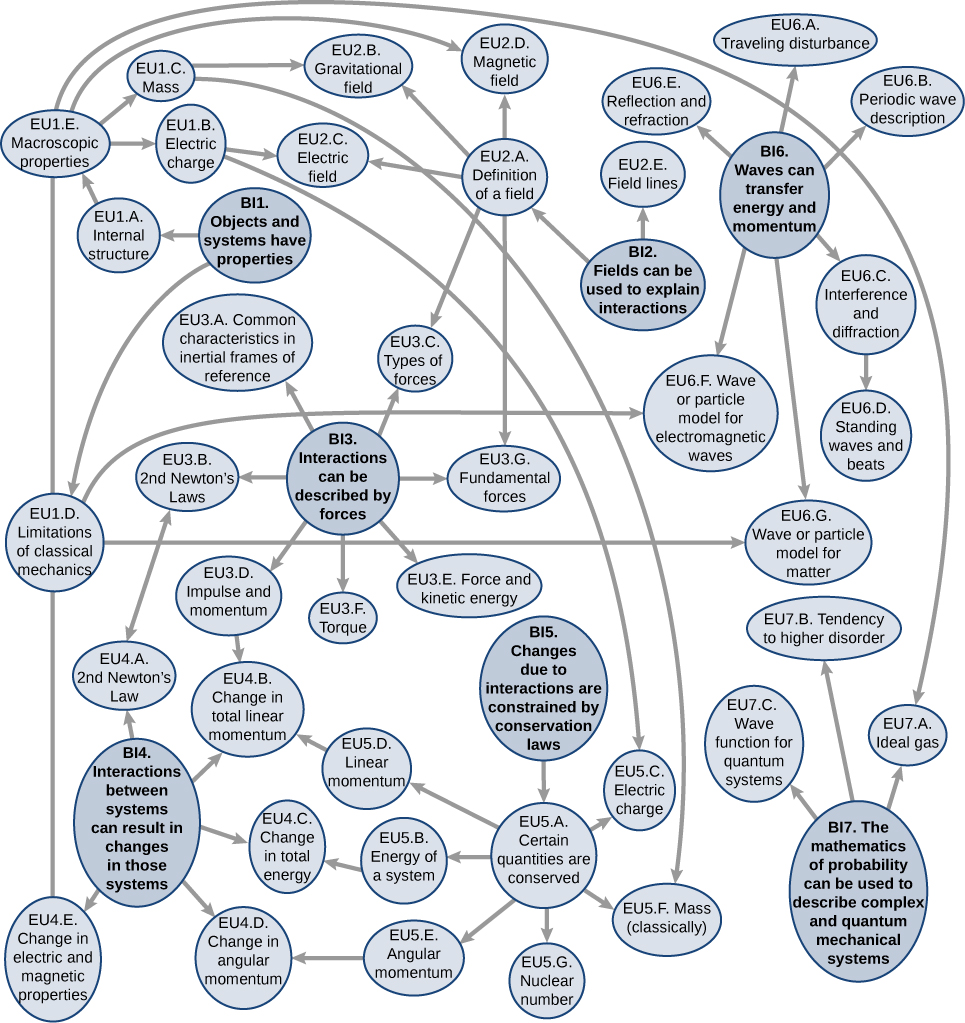 EU6.A.
Traveling disturbance
EU2.B.
Gravitational
field
EU2.D.
Magnetic
field
EU1.C.
Mass
EU6.E.
Reflection and
refraction
EU6.B.
Periodic wave
description
EU1.E.
Macroscopic
properties
EU1.B.
Electric
charge
EU2.C.
Electric
field
EU2.A.
Definition
of a field
EU2.E.
Field lines
BI6.
Waves can
transfer
energy and
momentum
EU1.A.
Internal
structure
BI1.
Objects and
systems have
properties
BI2.
Fields can be
used to explain
interactions
EU6.C.
Interference
and
diffraction
EU3.A. Common
characteristics in
inertial frames of
reference
EU3.C.
Types of
forces
EU6.F. Wave
or particle
model for
electromagnetic
waves
EU6.D.
Standing
waves and
beats
EU3.B.
2nd Newton's
Laws
BI3.
Interactions
can be
described by
forces
EU3.G.
Fundamental
forces
EU1.D.
Limitations
of classical
mechanics
EU6.G.
Wave or particle
model for
matter
EU3.D.
Impulse and
momentum
EU3.F.
Torque
EU3.E. Force and
kinetic energy
EU7.B. Tendency
to higher disorder
EU4.A.
2nd Newton's
Law
EU4.B.
Change in
total linear
momentum
BI5.
Changes
due to
interactions are
constrained by
conservation
laws
EU7.C.
Wave
function for
quantum
systems
EU7.A.
Ideal gas
BI4.
Interactions
between
systems
can result in
changes
in those
systems
EU5.D.
Linear
momentum
EU5.C.
Electric
charge
EU4.C.
Change
in total
energy
EU5.B.
Energy of
a system
EU5.A.
Certain
quantities are
conserved
BI7. The
mathematics
of probability
can be used to
describe complex
and quantum
mechanical
systems
EU4.E.
Change in
electric and
magnetic
properties
EU4.D.
Change in
angular
momentum
EU5.E.
Angular
momentum
EU5.G.
Nuclear
number
EU5.F. Mass
(classically)